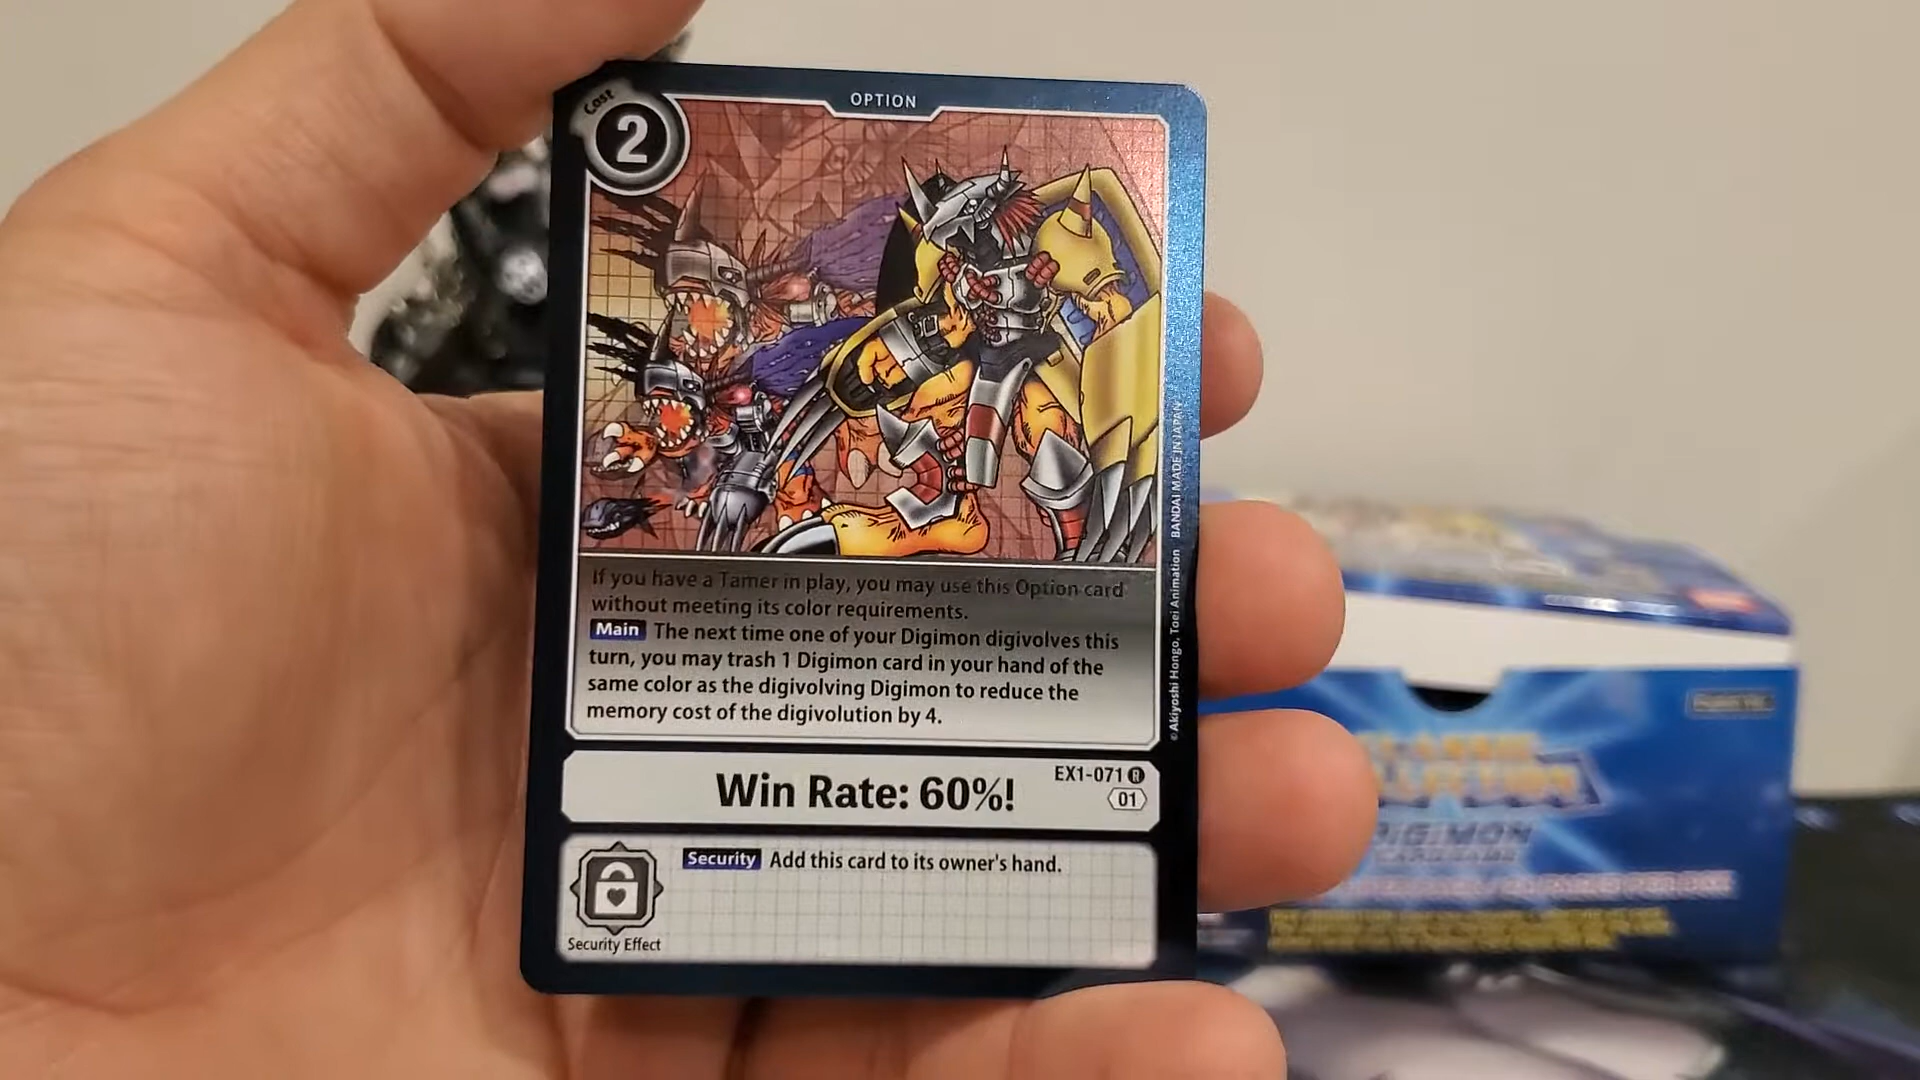 Cost
2
OPTION
If you have a Tamer in play, you may use this Option card
without meeting its color requirements.
Main The next time one of your Digimon digivolves this
turn, you may trash 1 Digimon card in your hand of the
same color as the digivolving Digimon to reduce the
memory cost of the digivolution by 4.
©Akiyoshi Hongo, Toei Animation BANDAI MADE IN JAPAN
Win Rate: 60%!
EX1-071 R
01
Security Add this card to its owner's hand.
Security Effect
CLASSIC
COLLECTION
DIGIMON
CARD GAME